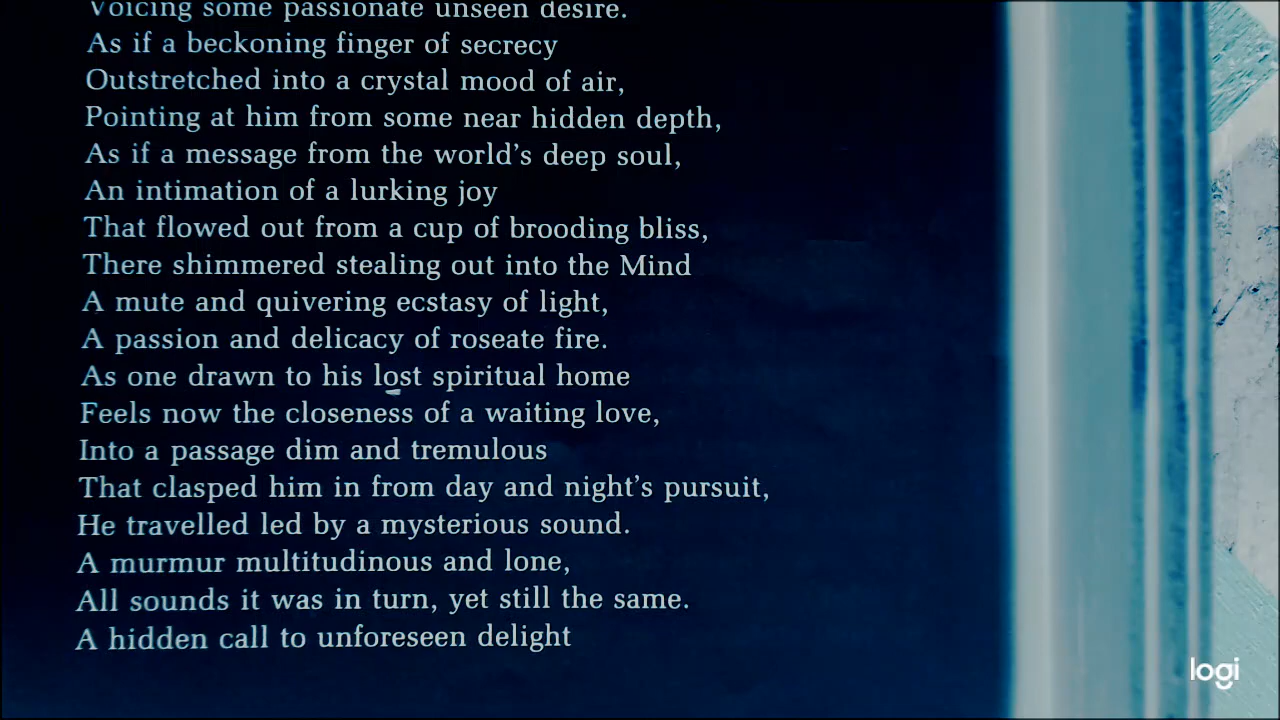 Voicing some passionate unseen desire.
As if a beckoning finger of secrecy
Outstretched into a crystal mood of air,
Pointing at him from some near hidden depth,
As if a message from the world's deep soul,
An intimation of a lurking joy
That flowed out from a cup of brooding bliss,
There shimmered stealing out into the Mind
A mute and quivering ecstasy of light,
A passion and delicacy of roseate fire.
As one drawn to his lost spiritual home
Feels now the closeness of a waiting love,
Into a passage dim and tremulous
That clasped him in from day and night's pursuit,
He travelled led by a mysterious sound.
A murmur multitudinous and lone,
All sounds it was in turn, yet still the same.
A hidden call to unforeseen delight
logi